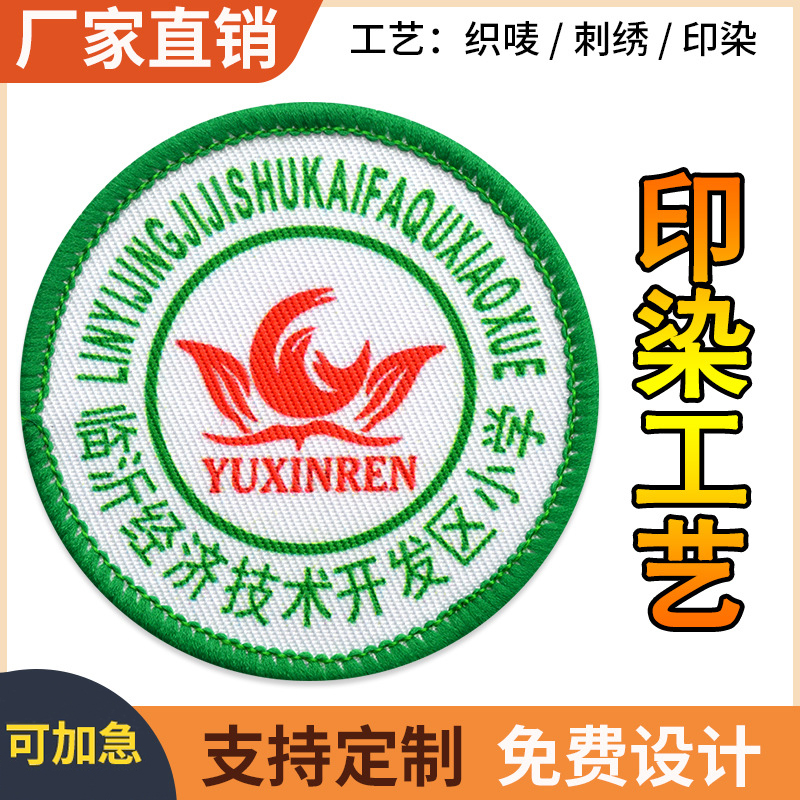 厂家直销
工艺：织唛 / 刺绣 / 印染
LINYIJINGJIJISHUKAIFAQUXIAOXUE
YUXINREN
临沂经济技术开发区小学
印染工艺
可加急
支持定制 免费设计